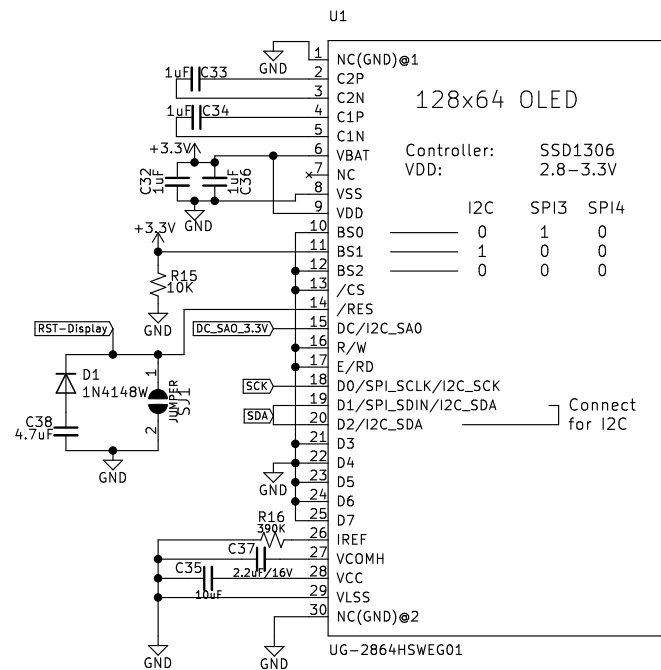 U1
1 NC(GND)@1
GND
1uF C33
2 C2P
3 C2N
128x64 OLED
1uF C34
4 C1P
5 C1N
+3.3V
6 VBAT
Controller: SSD1306
7 NC
VDD: 2.8-3.3V
C32 1uF
1uF C36
8 VSS
9 VDD
GND
I2C SPI3 SPI4
+3.3V
10 BS0 0 1 0
11 BS1 1 0 0
12 BS2 0 0 0
R15
10K
13 /CS
14 /RES
GND
RST-Display
DC_SA0_3.3V
15 DC/I2C_SA0
16 R/W
17 E/RD
D1
1N4148W
1
JUMPER
SJ1
2
SCK
18 D0/SPI_SCLK/I2C_SCK
19 D1/SPI_SDIN/I2C_SDA
SDA
20 D2/I2C_SDA
Connect
for I2C
C38
4.7uF
21 D3
22 D4
GND
GND
23 D5
24 D6
25 D7
R16
390K
26 IREF
C37
2.2uF/16V
27 VCOMH
C35
10uF
28 VCC
29 VLSS
30 NC(GND)@2
GND
GND
UG-2864HSWEG01